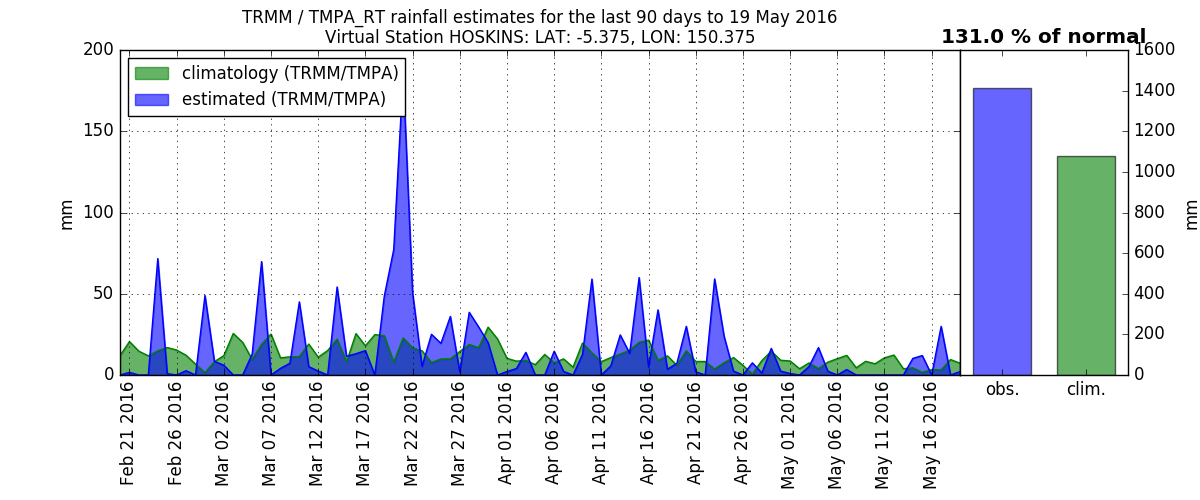 TRMM / TMPA_RT rainfall estimates for the last 90 days to 19 May 2016
Virtual Station HOSKINS: LAT: -5.375, LON: 150.375
131.0 % of normal
climatology (TRMM/TMPA)
estimated (TRMM/TMPA)
mm
200
150
100
50
0
Feb 21 2016
Feb 26 2016
Mar 02 2016
Mar 07 2016
Mar 12 2016
Mar 17 2016
Mar 22 2016
Mar 27 2016
Apr 01 2016
Apr 06 2016
Apr 11 2016
Apr 16 2016
Apr 21 2016
Apr 26 2016
May 01 2016
May 06 2016
May 11 2016
May 16 2016
1600
1400
1200
1000
800
600
400
200
0
mm
obs.
clim.